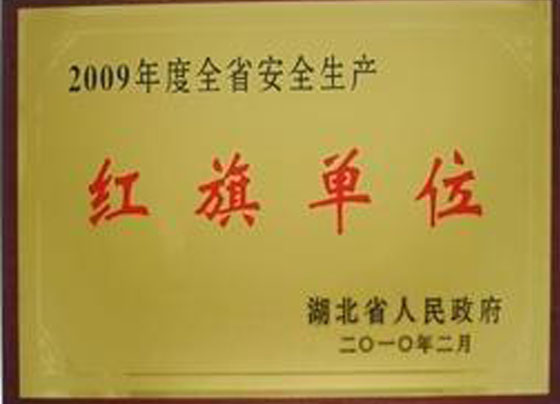 2009年度全省安全生产
红旗单位
湖北省人民政府
二〇一〇年二月